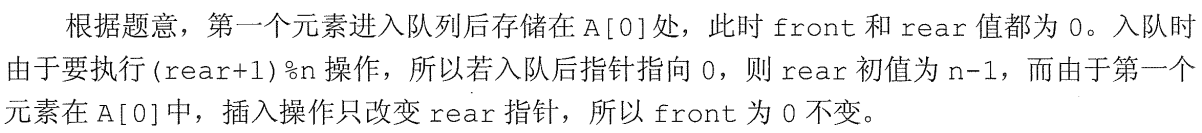 根据题意，第一个元素进入队列后存储在 A[0]处，此时 front 和 rear 值都为 0。入队时
由于要执行(rear+1)%n 操作，所以若入队后指针指向 0，则 rear 初值为 n-1，而由于第一个
元素在 A[0]中，插入操作只改变 rear 指针，所以 front 为 0 不变。